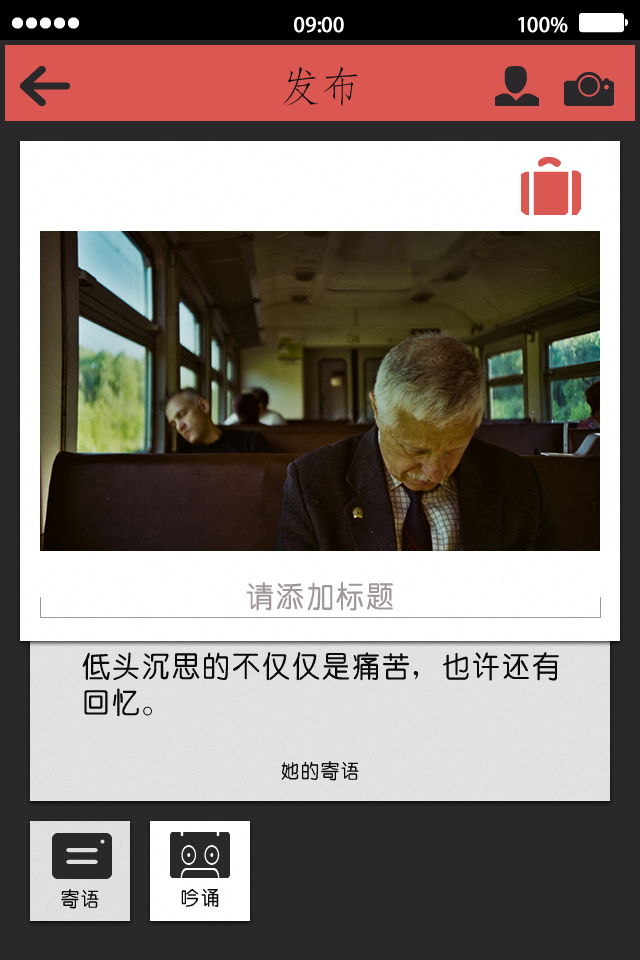 09:00
100%
发布
请添加标题
低头沉思的不仅仅是痛苦，也许还有
回忆。
她的寄语
寄语
吟诵